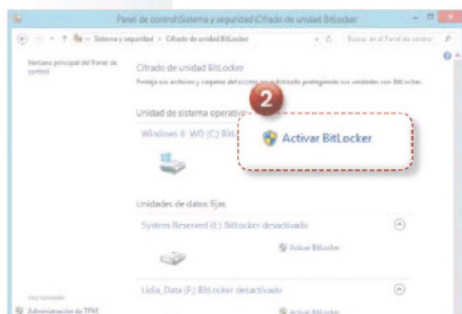 Panel de control\Sistema y seguridad\Cifrado de unidad BitLocker
Sistema y seguridad
Cifrado de unidad BitLocker
Buscar en el Panel de control
Ventana principal del Panel de
control
Cifrado de unidad BitLocker
Proteja sus archivos y carpetas del acceso no autorizado protegiendo sus unidades con BitLocker.
Unidad de sistema operativo
2
Windows 8 WD (C:)
Activar BitLocker
Unidades de datos fijas
System Reserved (E:) BitLocker desactivado
Activar BitLocker
Lidia_Data (F:) BitLocker desactivado
Vea también
Administración de TPM
Activar BitLocker